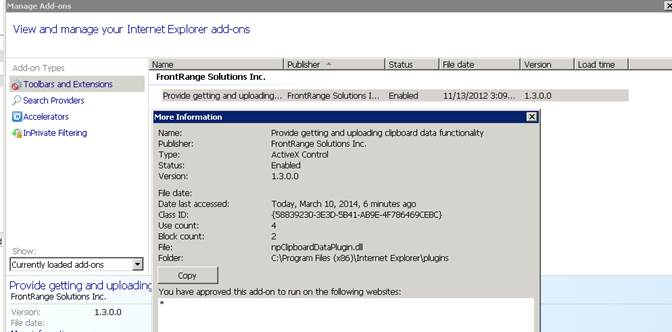 Manage Add-ons
View and manage your Internet Explorer add-ons
Add-on Types
Toolbars and Extensions
Search Providers
Accelerators
InPrivate Filtering
Name Publisher Status File date Version Load time
FrontRange Solutions Inc.
Provide getting and uploading... FrontRange Solutions I... Enabled 11/13/2012 3:09... 1.3.0.0
More Information
Name: Provide getting and uploading clipboard data functionality
Publisher: FrontRange Solutions Inc.
Type: ActiveX Control
Status: Enabled
Version: 1.3.0.0
File date:
Date last accessed: Today, March 10, 2014, 6 minutes ago
Class ID: {58839230-3E3D-5B41-AB9E-4F786469CEBC}
Use count: 4
Block count: 2
File: npClipboardDataPlugin.dll
Folder: C:\Program Files (x86)\Internet Explorer\plugins
Copy
You have approved this add-on to run on the following websites:
*
Show:
Currently loaded add-ons
Provide getting and uploading
FrontRange Solutions Inc.
Version: 1.3.0.0
File date: